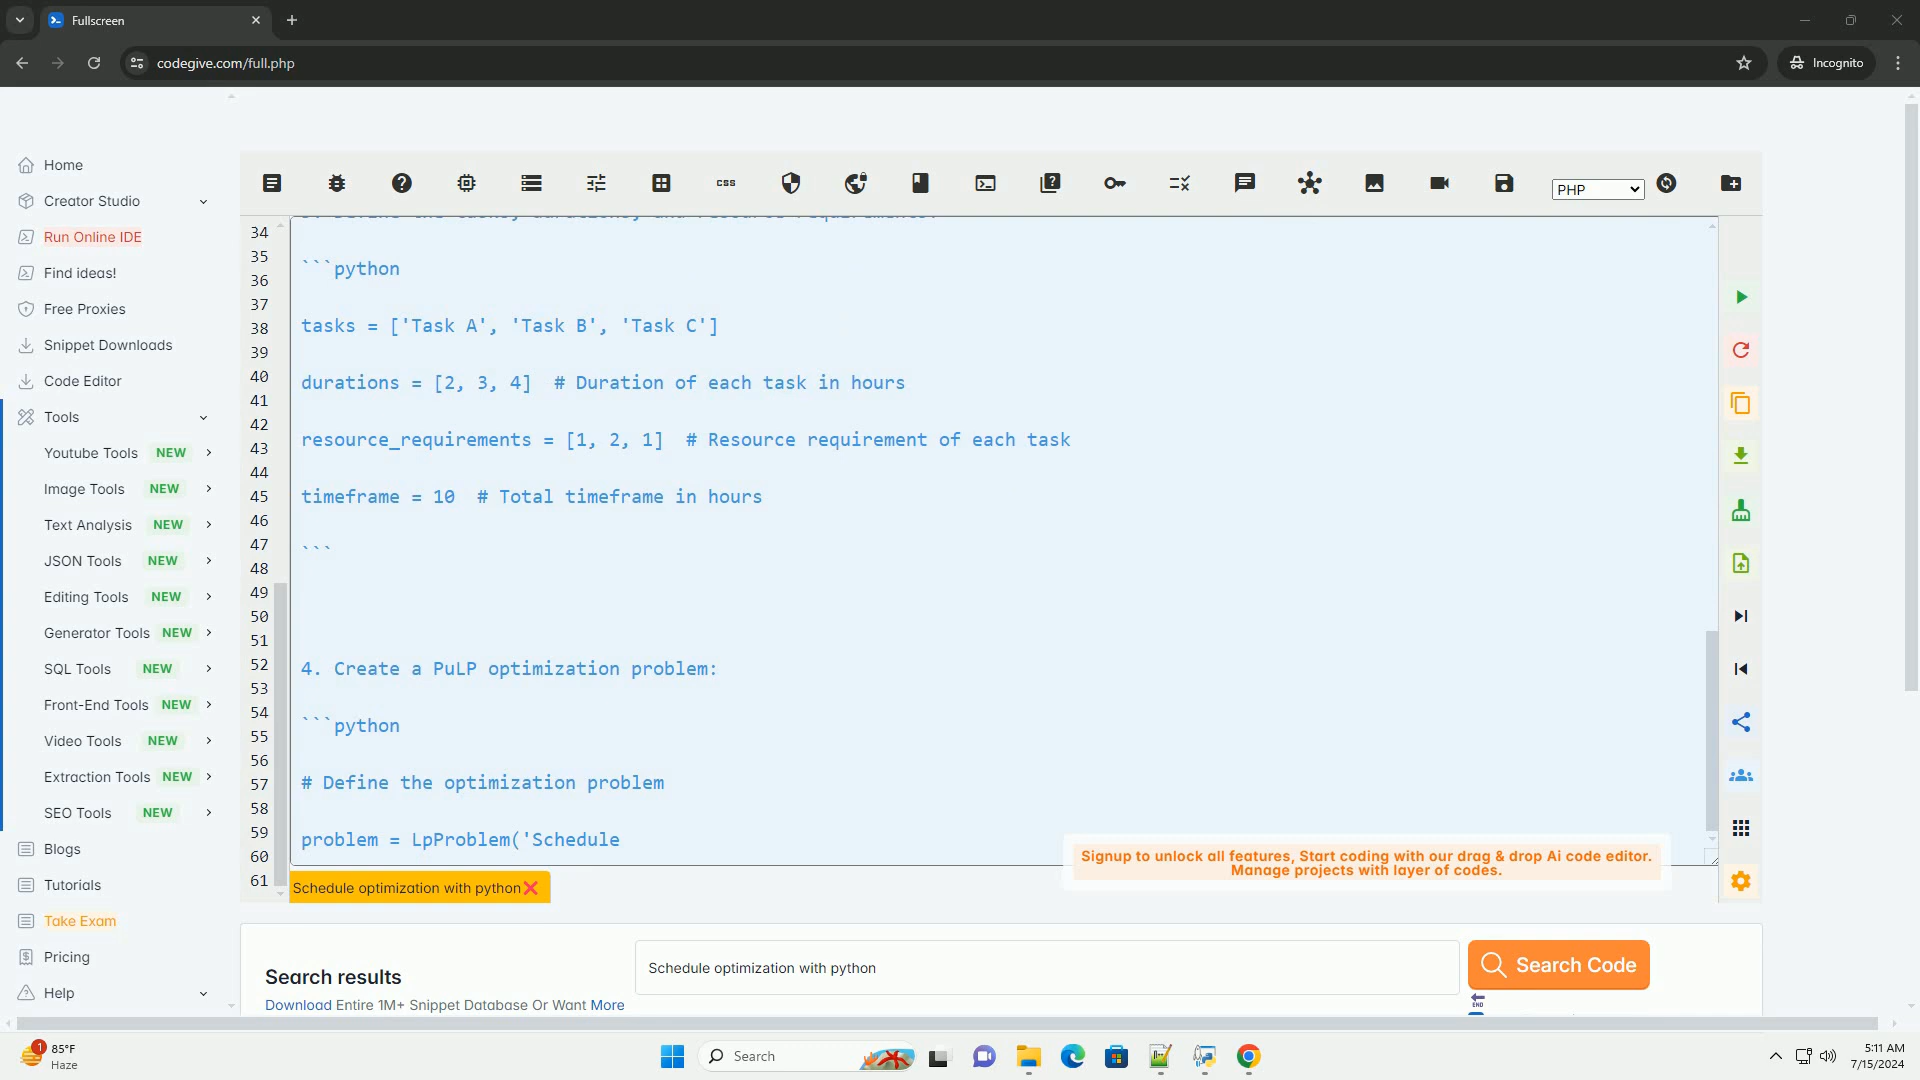 Fullscreen
codegive.com/full.php
Incognito
Home
Creator Studio
Run Online IDE
Find ideas!
Free Proxies
Snippet Downloads
Code Editor
Tools
Youtube Tools NEW
Image Tools NEW
Text Analysis NEW
JSON Tools NEW
Editing Tools NEW
Generator Tools NEW
SQL Tools NEW
Front-End Tools NEW
Video Tools NEW
Extraction Tools NEW
SEO Tools NEW
Blogs
Tutorials
Take Exam
Pricing
Help
css
PHP
34
35
36
37
38
39
40
41
42
43
44
45
46
47
48
49
50
51
52
53
54
55
56
57
58
59
60
61
```python
tasks = ['Task A', 'Task B', 'Task C']
durations = [2, 3, 4]  # Duration of each task in hours
resource_requirements = [1, 2, 1]  # Resource requirement of each task
timeframe = 10  # Total timeframe in hours
```
4. Create a PuLP optimization problem:
```python
# Define the optimization problem
problem = LpProblem('Schedule
Signup to unlock all features, Start coding with our drag & drop Ai code editor.
Manage projects with layer of codes.
Schedule optimization with python❌
Search results
Download Entire 1M+ Snippet Database Or Want More
Schedule optimization with python
Search Code
END
1
85°F
Haze
Search
5:11 AM
7/15/2024